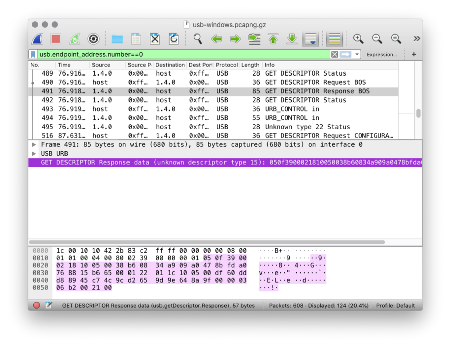 usb-windows.pcapng.gz
usb.endpoint_address.number==0 Expression... +
No. Time Source Source P Destination Dest Port Protocol Length Info
489 76.916… 1.4.0 0x00… host 0xff… USB 28 GET DESCRIPTOR Status
490 76.918… host 0xff… 1.4.0 0x00… USB 36 GET DESCRIPTOR Request BOS
491 76.918… 1.4.0 0x00… host 0xff… USB 85 GET DESCRIPTOR Response BOS
492 76.918… 1.4.0 0x00… host 0xff… USB 28 GET DESCRIPTOR Status
493 76.919… host 0xff… 1.4.0 0x00… USB 36 URB_CONTROL in
494 76.919… 1.4.0 0x00… host 0xff… USB 55 URB_CONTROL in
495 76.919… 1.4.0 0x00… host 0xff… USB 28 Unknown type 22 Status
516 87.631… host 0xff… 1.4.0 0x00… USB 36 GET DESCRIPTOR Request CONFIGURA…
Frame 491: 85 bytes on wire (680 bits), 85 bytes captured (680 bits) on interface 0
USB URB
GET DESCRIPTOR Response data (unknown descriptor type 15):
0000 1c 00 10 10 42 2b 83 c2 ff ff 00 00 00 00 08 00
0010 01 01 00 04 00 80 02 39 00 00 00 01 05 0f 39 00
0020 02 18 10 05 00 38 b6 08 34 a9 09 a0 47 8b fd a0
0030 76 88 15 b6 65 00 01 22 01 1c 10 05 00 df 60 dd
0040 d8 89 45 c7 4c 9c d2 65 9d 9e 64 8a 9f 00 00 03
0050 06 b2 00 21 00
GET DESCRIPTOR Response data (usb.getDescriptor.Response), 57 bytes Packets: 608 · Displayed: 124 (20.4%) Profile: Default